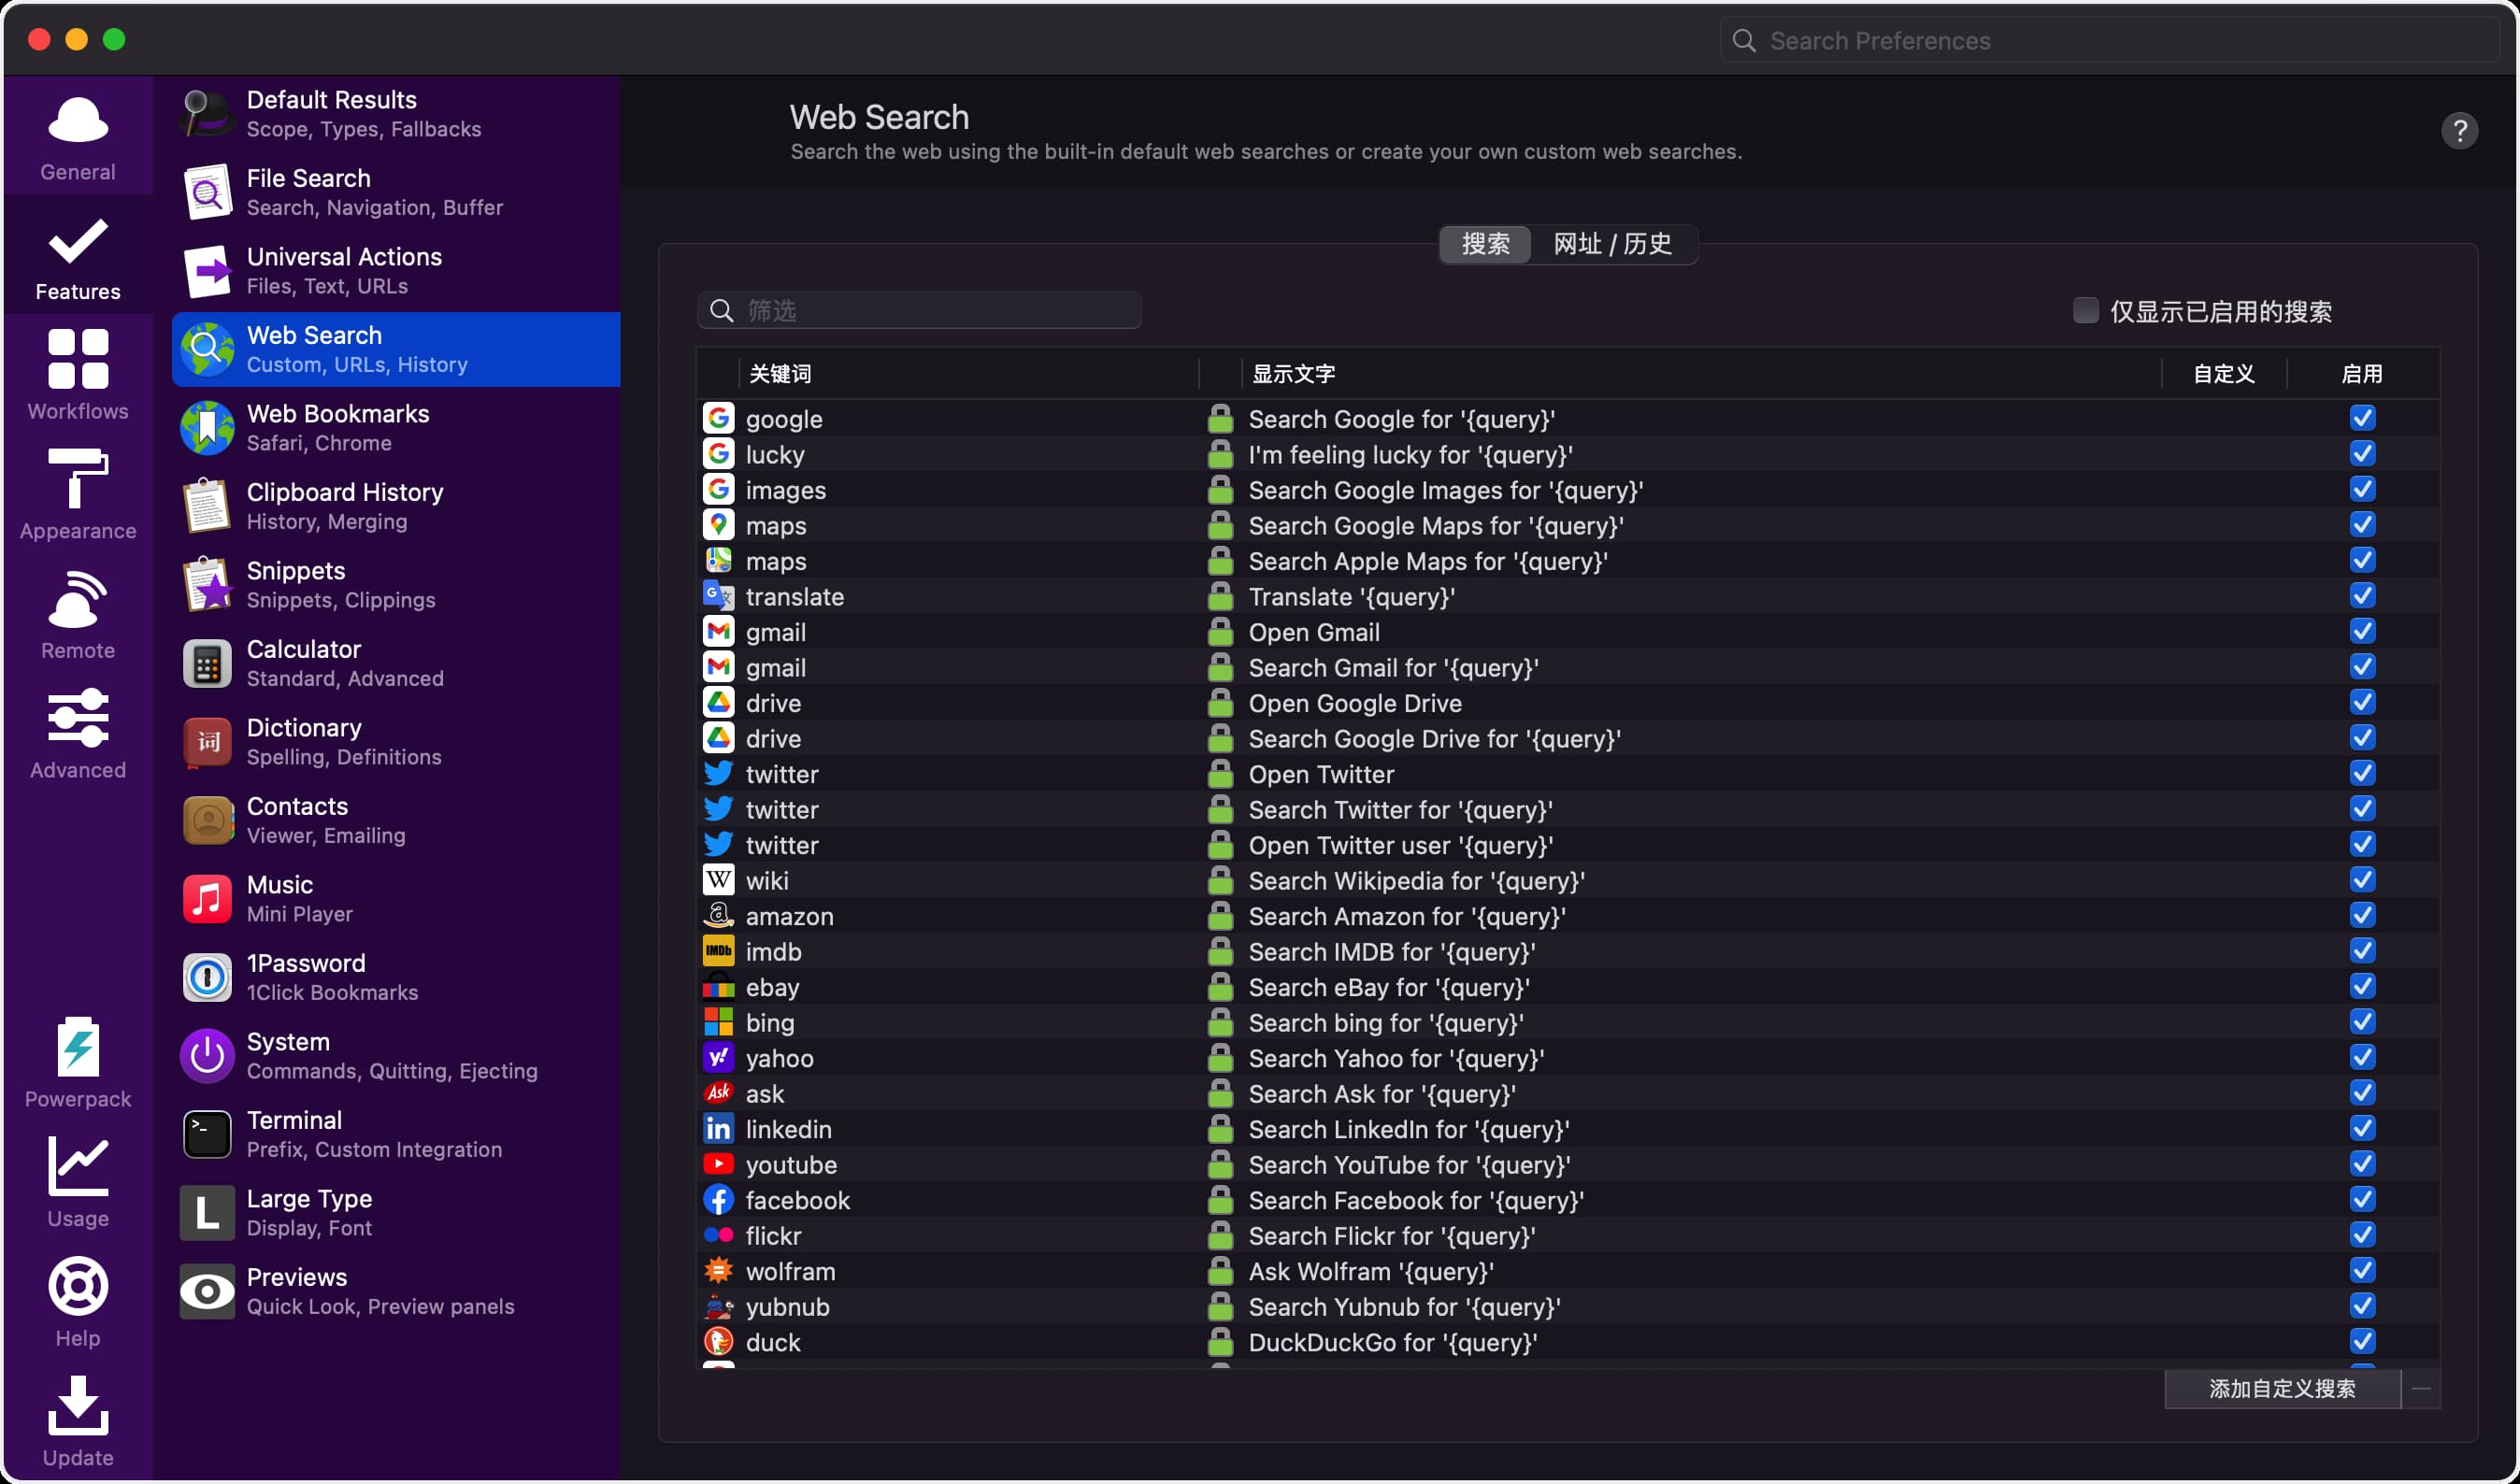 Search Preferences
General
Features
Workflows
Appearance
Remote
Advanced
Powerpack
Usage
Help
Update
Default Results
Scope, Types, Fallbacks
File Search
Search, Navigation, Buffer
Universal Actions
Files, Text, URLs
Web Search
Custom, URLs, History
Web Bookmarks
Safari, Chrome
Clipboard History
History, Merging
Snippets
Snippets, Clippings
Calculator
Standard, Advanced
词
Dictionary
Spelling, Definitions
Contacts
Viewer, Emailing
Music
Mini Player
1Password
1Click Bookmarks
System
Commands, Quitting, Ejecting
>_
Terminal
Prefix, Custom Integration
L
Large Type
Display, Font
Previews
Quick Look, Preview panels
Web Search
Search the web using the built-in default web searches or create your own custom web searches.
?
搜索 网址 / 历史
筛选
仅显示已启用的搜索
关键词 显示文字 自定义 启用
google Search Google for '{query}'
lucky I'm feeling lucky for '{query}'
images Search Google Images for '{query}'
maps Search Google Maps for '{query}'
maps Search Apple Maps for '{query}'
translate Translate '{query}'
gmail Open Gmail
gmail Search Gmail for '{query}'
drive Open Google Drive
drive Search Google Drive for '{query}'
twitter Open Twitter
twitter Search Twitter for '{query}'
twitter Open Twitter user '{query}'
W wiki Search Wikipedia for '{query}'
a amazon Search Amazon for '{query}'
IMDb imdb Search IMDB for '{query}'
ebay Search eBay for '{query}'
bing Search bing for '{query}'
y! yahoo Search Yahoo for '{query}'
Ask ask Search Ask for '{query}'
in linkedin Search LinkedIn for '{query}'
youtube Search YouTube for '{query}'
facebook Search Facebook for '{query}'
flickr Search Flickr for '{query}'
wolfram Ask Wolfram '{query}'
yubnub Search Yubnub for '{query}'
duck DuckDuckGo for '{query}'
添加自定义搜索